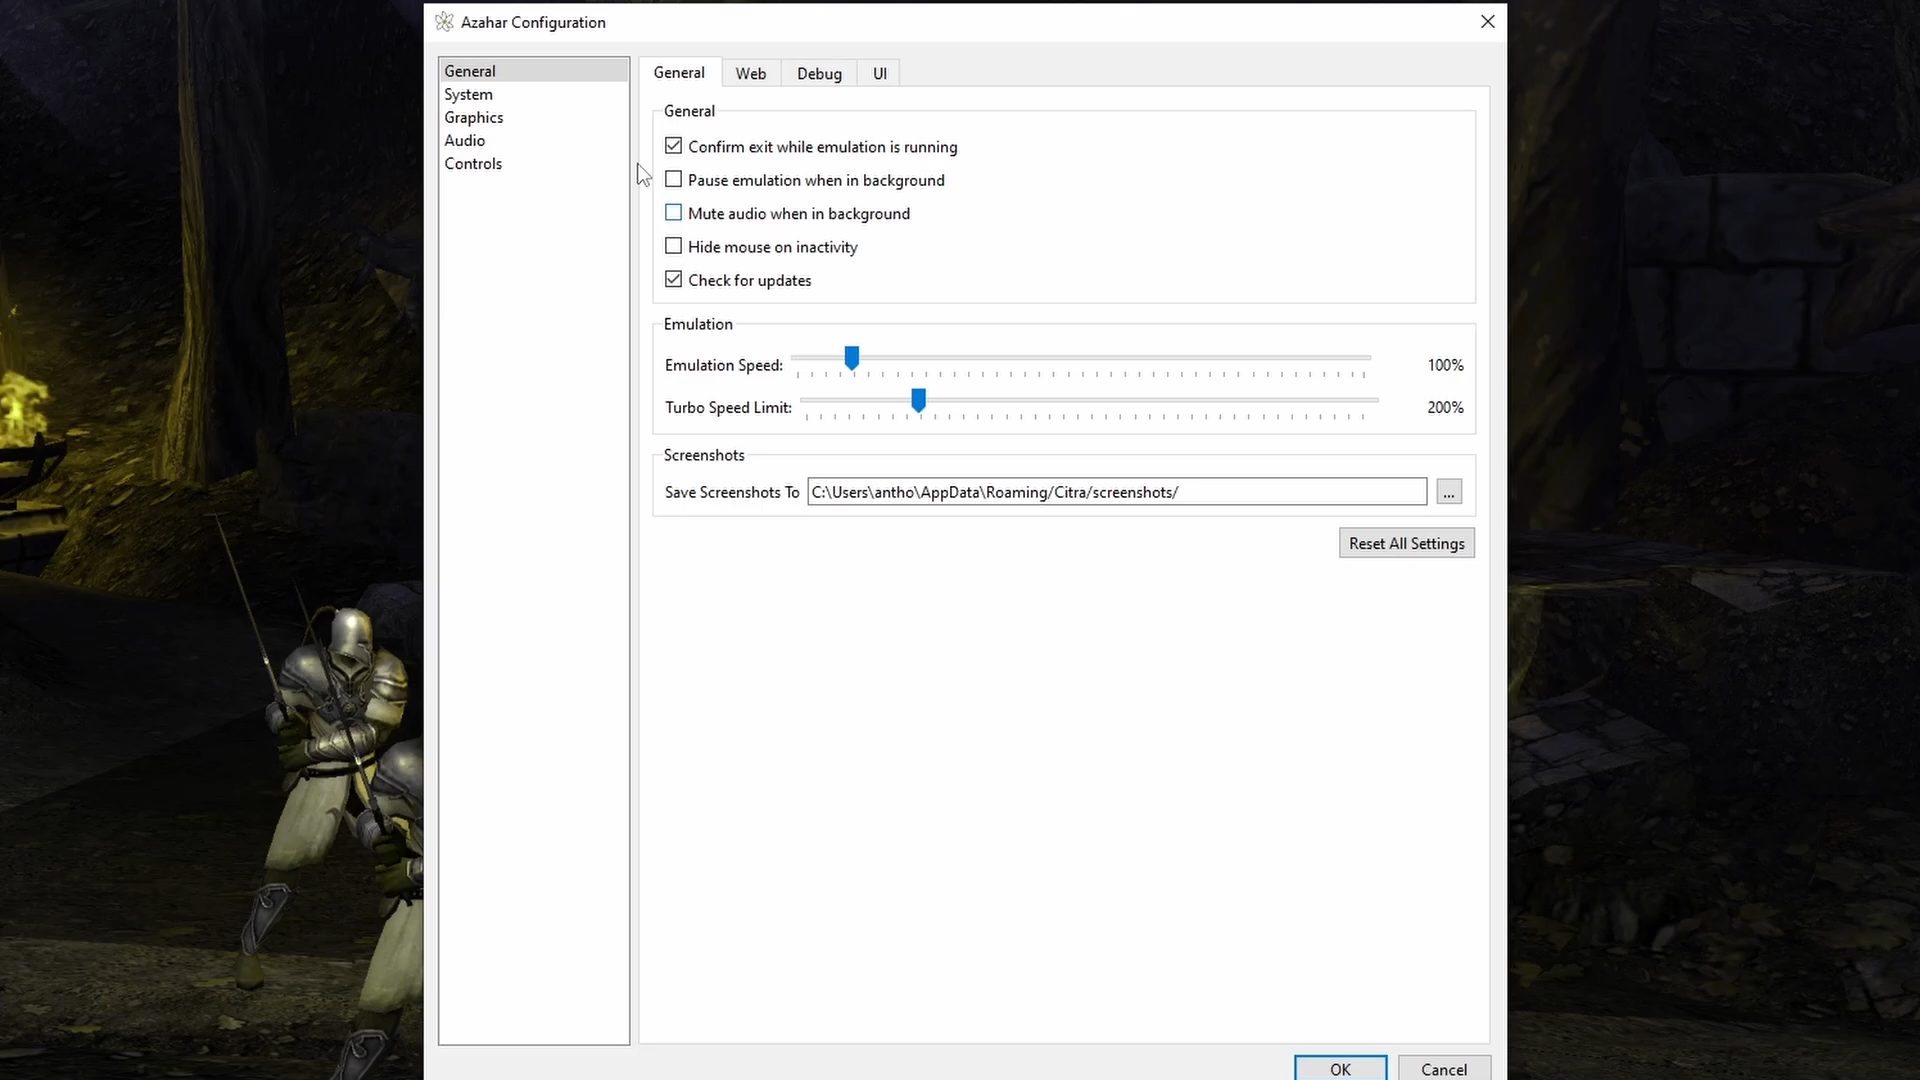 Azahar Configuration
General
System
Graphics
Audio
Controls
General Web Debug UI
General
Confirm exit while emulation is running
Pause emulation when in background
Mute audio when in background
Hide mouse on inactivity
Check for updates
Emulation
Emulation Speed: 100%
Turbo Speed Limit: 200%
Screenshots
Save Screenshots To C:\Users\antho\AppData\Roaming/Citra/screenshots/ ...
Reset All Settings
OK Cancel